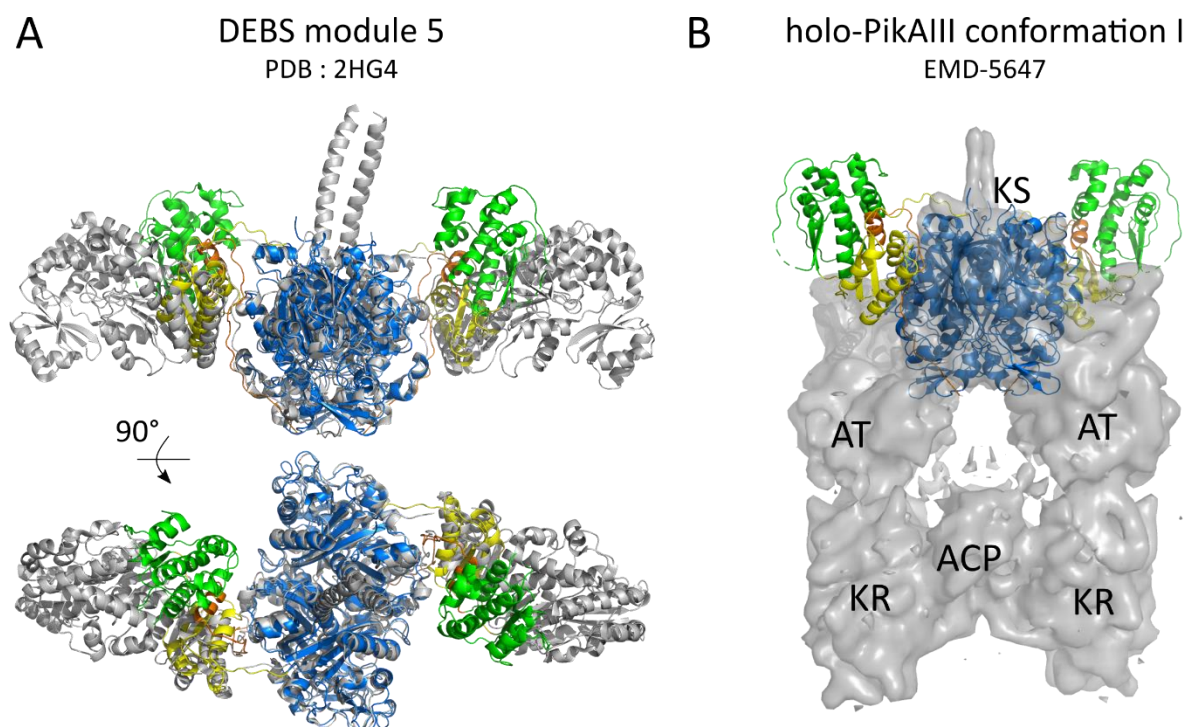 A
DEBS module 5
PDB : 2HG4
90°
B
holo-PikAIII conformation I
EMD-5647
KS
AT
AT
ACP
KR
KR